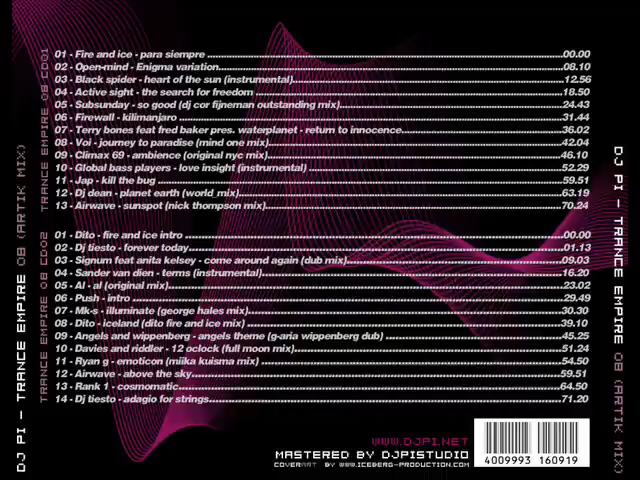 TRANCE EMPIRE 08 CD01
01 - Fire and ice - para siempre 00.00
02 - Open-mind - Enigma variation 08.10
03 - Black spider - heart of the sun (instrumental) 12.56
04 - Active sight - the search for freedom 18.50
05 - Subsunday - so good (dj cor fijneman outstanding mix) 24.43
06 - Firewall - kilimanjaro 31.44
07 - Terry bones feat fred baker pres. waterplanet - return to innocence 36.02
08 - Voi - journey to paradise (mind one mix) 42.04
09 - Climax 69 - ambience (original nyc mix) 46.10
10 - Global bass players - love insight (instrumental) 52.29
11 - Jap - kill the bug 59.51
12 - Dj dean - planet earth (world mix) 63.19
13 - Airwave - sunspot (nick thompson mix) 70.24
TRANCE EMPIRE 08 CD02
01 - Dito - fire and ice intro 00.00
02 - Dj tiesto - forever today 01.13
03 - Signum feat anita kelsey - come around again (dub mix) 09.03
04 - Sander van dien - terms (instrumental) 16.20
05 - Al - al (original mix) 23.02
06 - Push - intro 29.49
07 - Mk-s - illuminate (george hales mix) 30.30
08 - Dito - iceland (dito fire and ice mix) 39.10
09 - Angels and wippenberg - angels theme (g-aria wippenberg dub) 45.25
10 - Davies and riddler - 12 oclock (full moon mix) 51.24
11 - Ryan g - emoticon (miika kuisma mix) 54.50
12 - Airwave - above the sky 59.51
13 - Rank 1 - cosmomatic 64.50
14 - Dj tiesto - adagio for strings 71.20
DJ PI - TRANCE EMPIRE 08 (ARTIK MIX)
DJ PI - TRANCE EMPIRE 08 (ARTIK MIX)
WWW.DJPI.NET
MASTERED BY DJPISTUDIO
COVERART BY WWW.ICEBERG-PRODUCTION.COM
4009993 160919